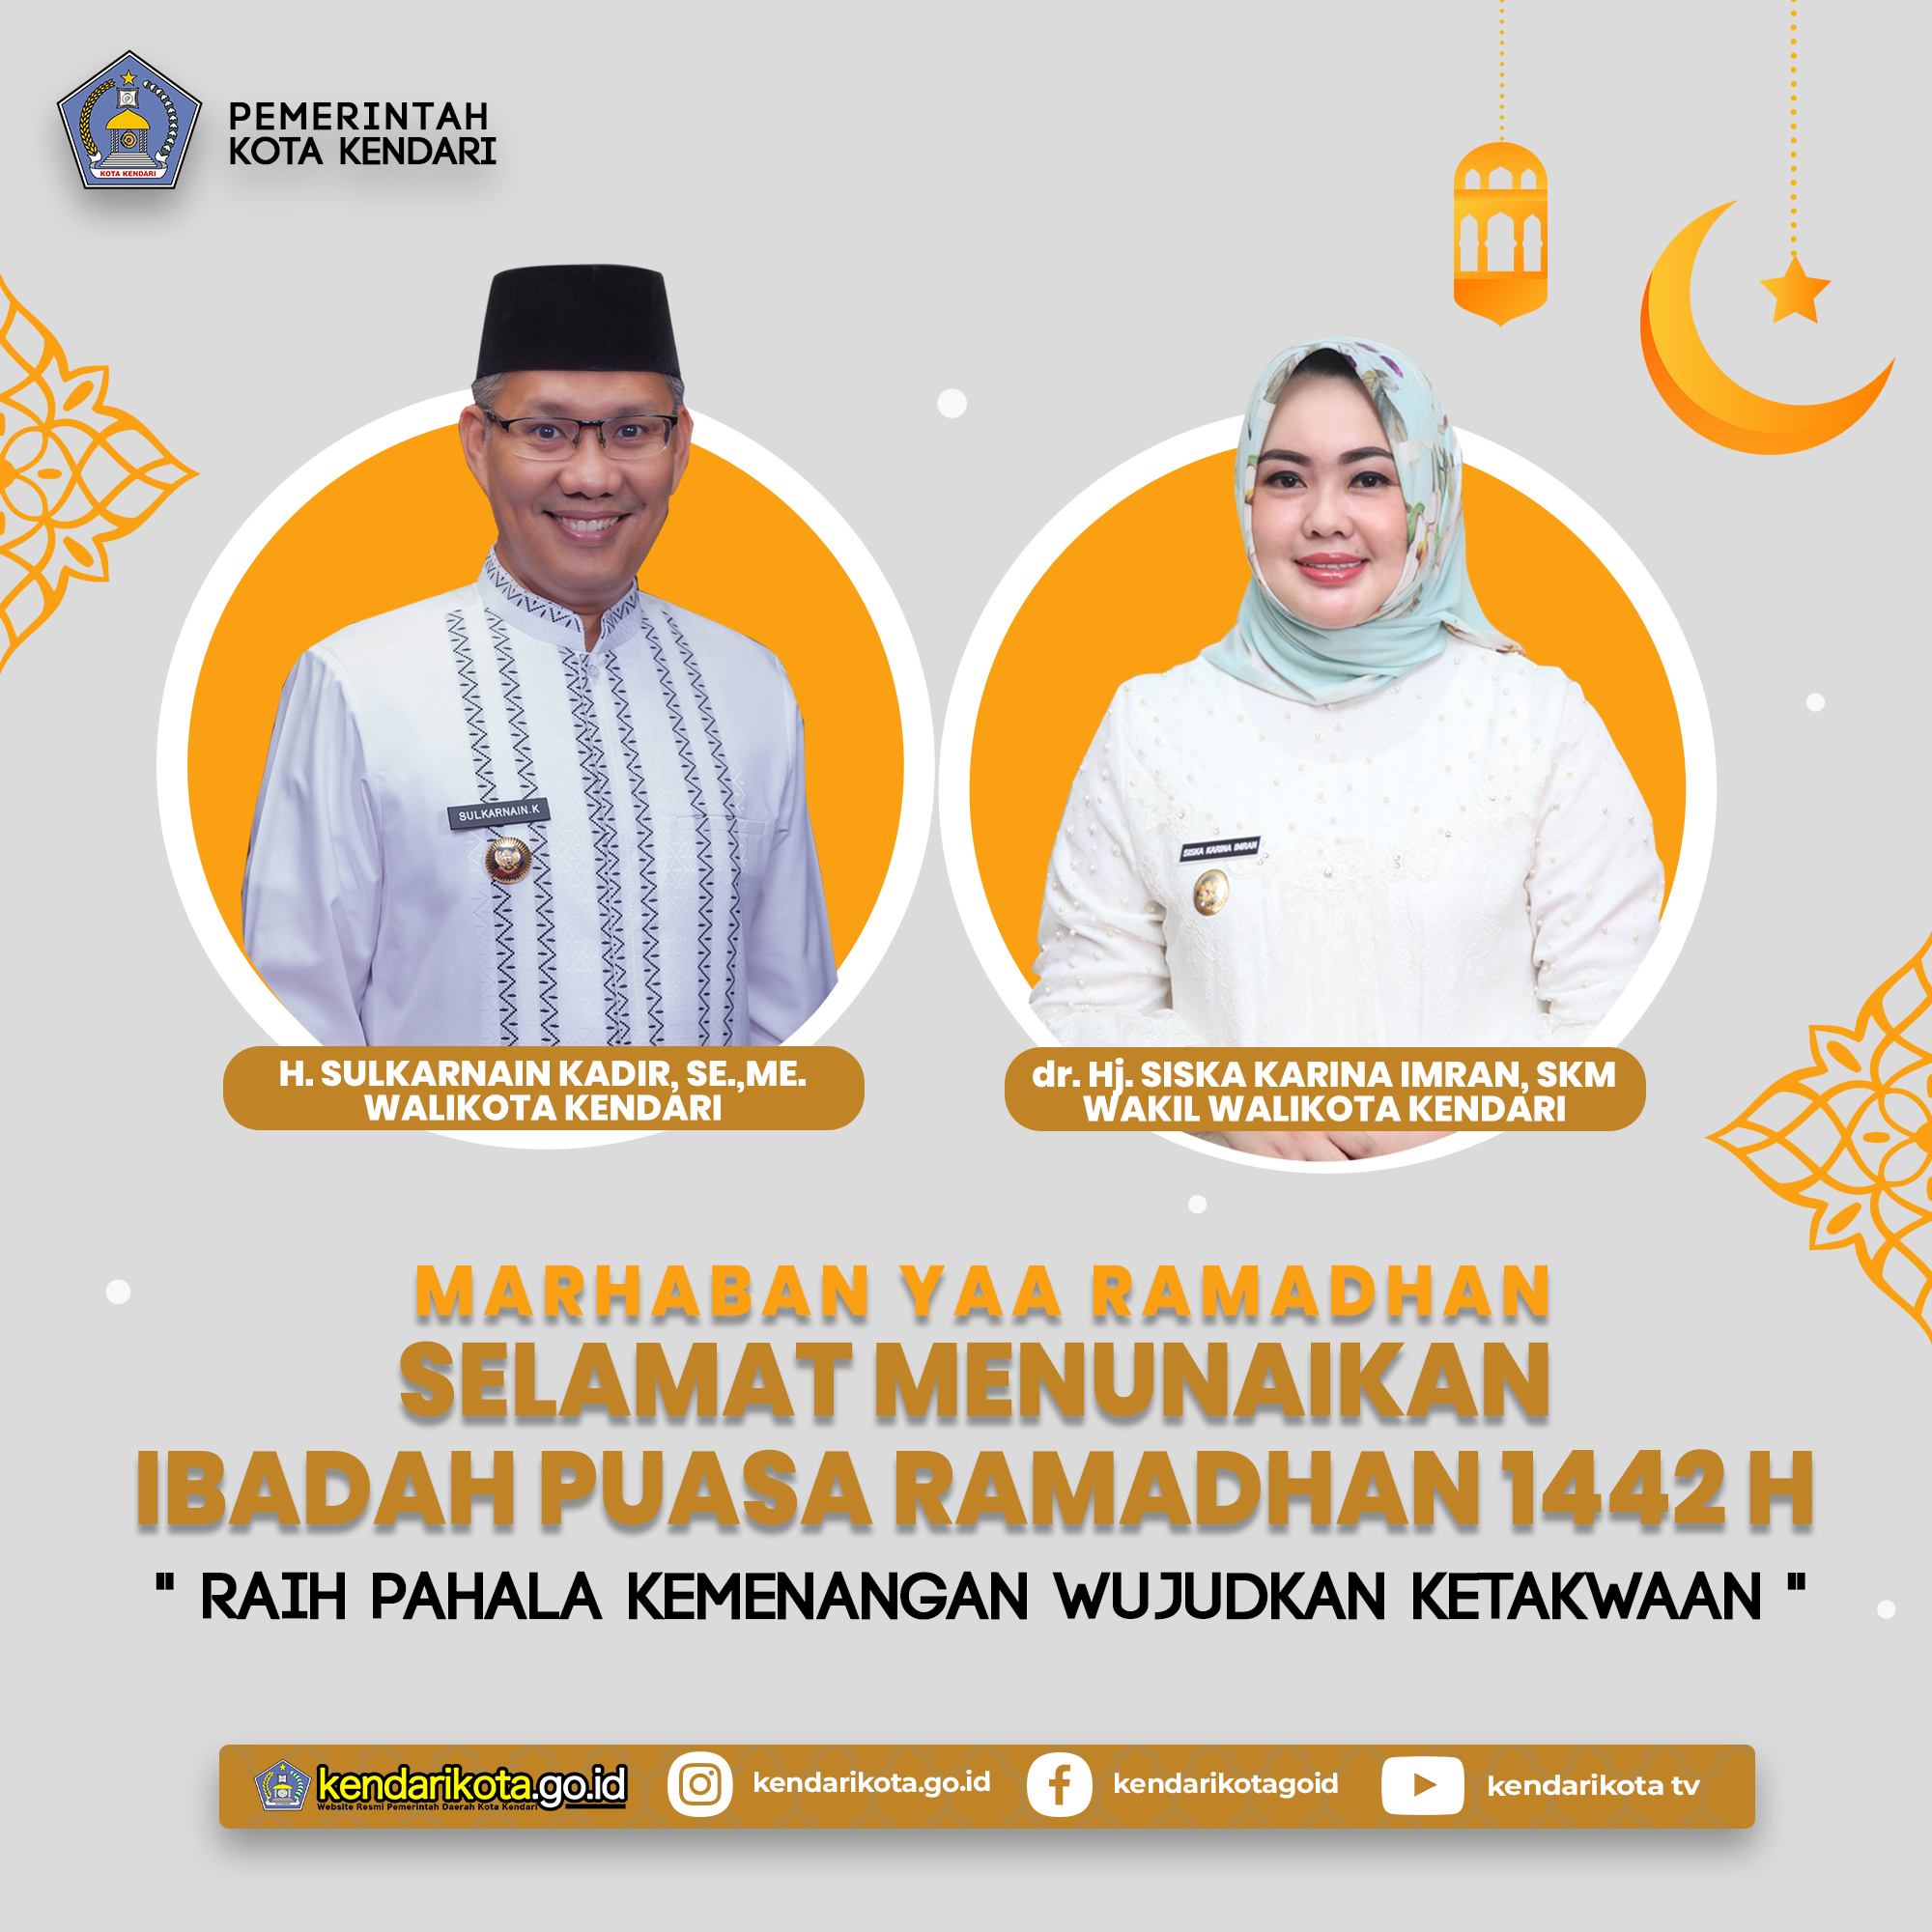 PEMERINTAH
KOTA KENDARI
KOTA KENDARI
SULKARNAIN.K
SISKA KARINA IMRAN
H. SULKARNAIN KADIR, SE.,ME.
WALIKOTA KENDARI
dr. Hj. SISKA KARINA IMRAN, SKM
WAKIL WALIKOTA KENDARI
MARHABAN YAA RAMADHAN
SELAMAT MENUNAIKAN
IBADAH PUASA RAMADHAN 1442 H
" RAIH PAHALA KEMENANGAN WUJUDKAN KETAKWAAN "
kendarikota.go.id
Website Resmi Pemerintah Daerah Kota Kendari
kendarikota.go.id
kendarikotagoid
kendarikota tv